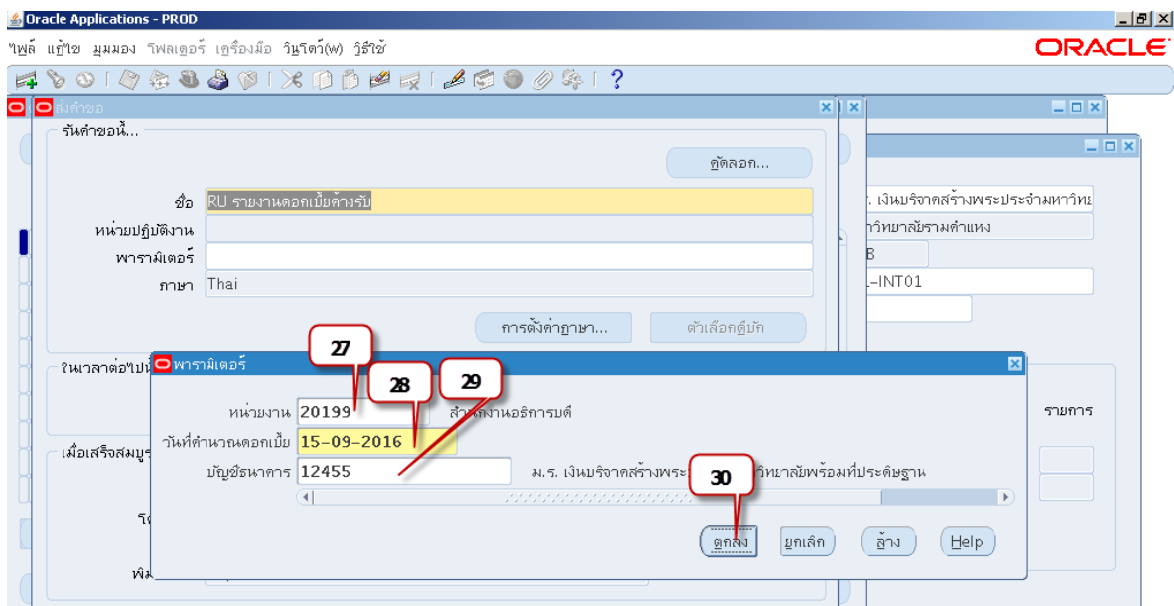 Oracle Applications - PROD
ไฟล์ แก้ไข มุมมอง โฟลเดอร์ เครื่องมือ วินโดว์(w) วิธีใช้
ORACLE
ส่งคำขอ
รันคำขอนี้...
คัดลอก...
ชื่อ RU รายงานดอกเบี้ยค้างรับ
หน่วยปฏิบัติงาน
พารามิเตอร์
ภาษา Thai
การตั้งค่าภาษา... ตัวเลือกดีบัก
ร. เงินบริจาคสร้างพระประจำมหาวิทย
าวิทยาลัยรามคำแหง
B
-INT01
27
28
29
ในเวลาต่อไปนี้
พารามิเตอร์
หน่วยงาน 20199 สำนักงานอธิการบดี
วันที่คำนวณดอกเบี้ย 15-09-2016
บัญชีธนาคาร 12455 ม.ร. เงินบริจาคสร้างพระ วิทยาลัยพร้อมที่ประดิษฐาน
รายการ
เมื่อเสร็จสมบูร
30
ตกลง ยกเลิก ล้าง Help
พิม